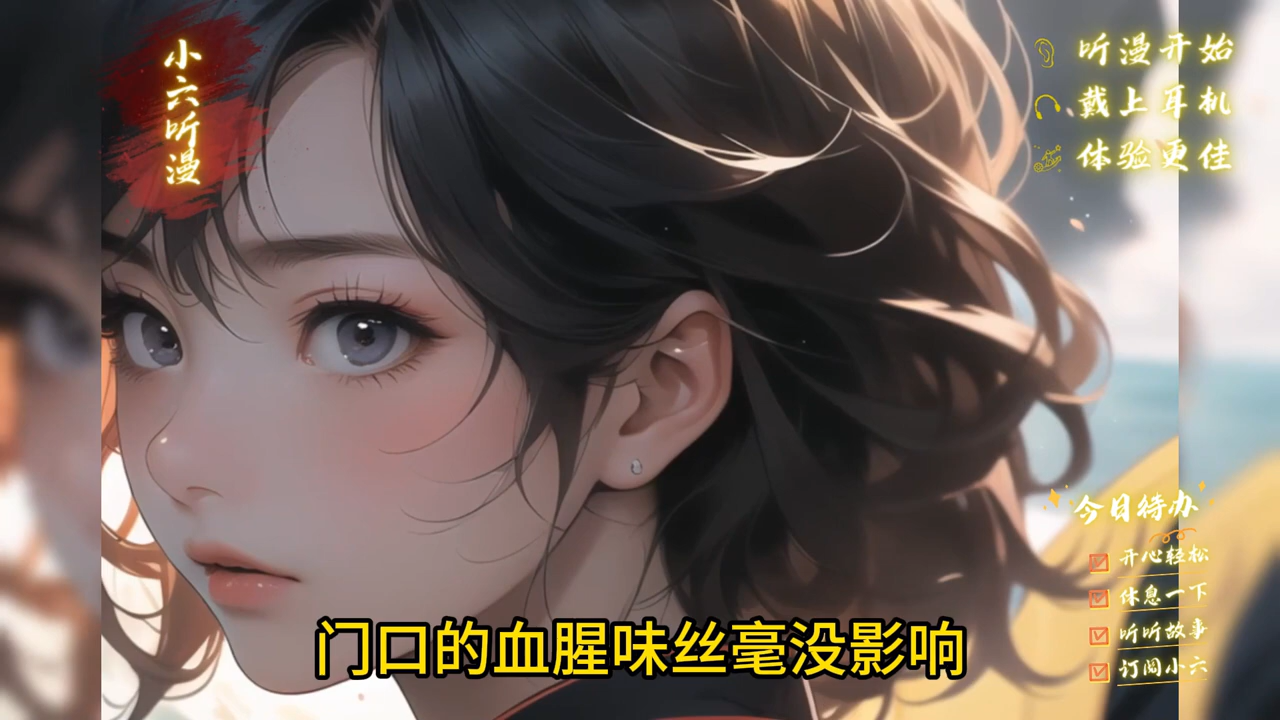 小六听漫
听漫开始
戴上耳机
体验更佳
今日待办
开心轻松
休息一下
听听故事
订阅小六
门口的血腥味丝毫没影响